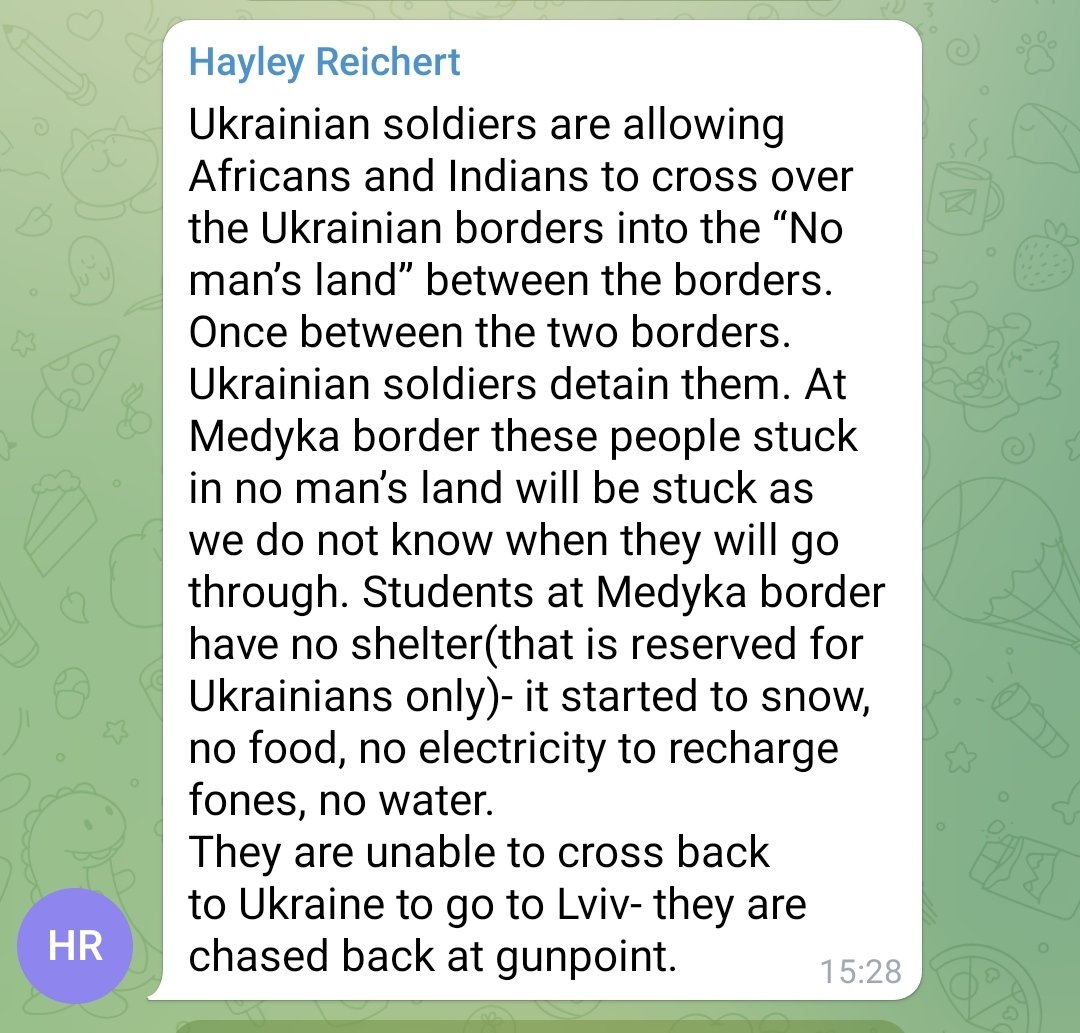 Hayley Reichert
Ukrainian soldiers are allowing
Africans and Indians to cross over
the Ukrainian borders into the “No
man’s land” between the borders.
Once between the two borders.
Ukrainian soldiers detain them. At
Medyka border these people stuck
in no man’s land will be stuck as
we do not know when they will go
through. Students at Medyka border
have no shelter(that is reserved for
Ukrainians only)- it started to snow,
no food, no electricity to recharge
fones, no water.
They are unable to cross back
to Ukraine to go to Lviv- they are
chased back at gunpoint.
HR
15:28